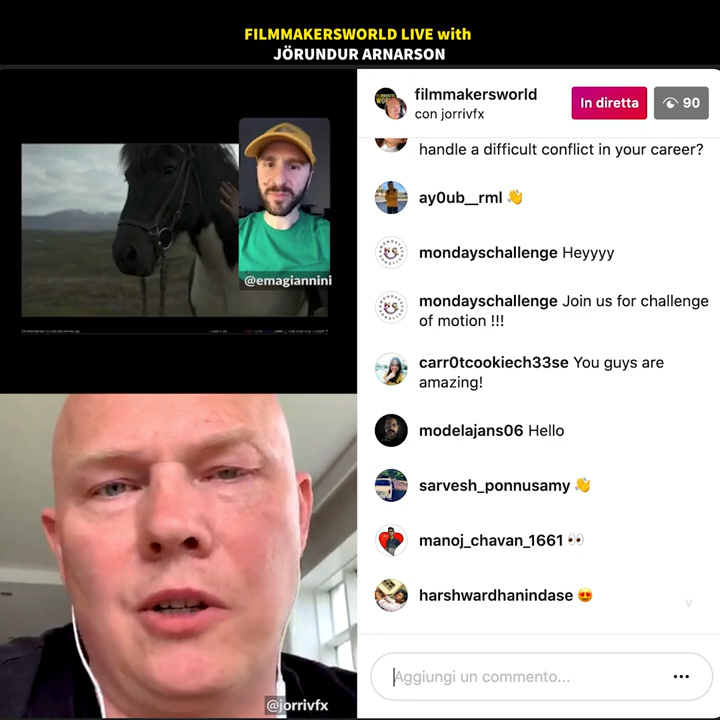 FILMMAKERSWORLD LIVE with
JÖRUNDUR ARNARSON
@emagiannini
@jorrivfx
filmmakersworld
con jorrivfx
In diretta
90
handle a difficult conflict in your career?
ay0ub__rml 👋
mondayschallenge Heyyyy
mondayschallenge Join us for challenge
of motion !!!
carr0tcookiech33se You guys are
amazing!
modelajans06 Hello
sarvesh_ponnusamy 👋
manoj_chavan_1661 👀
harshwardhanindase 😍
Aggiungi un commento...